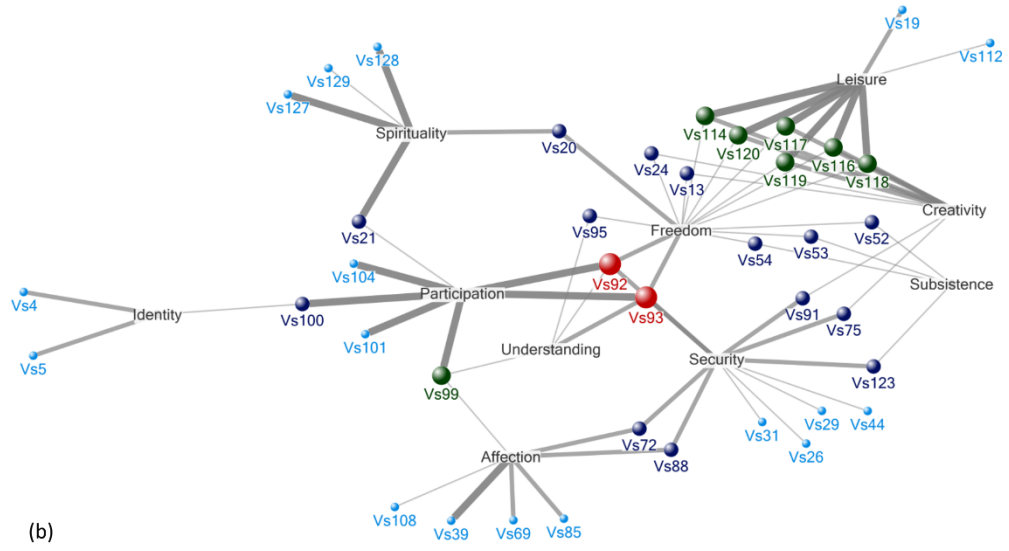 Vs19
Vs128
Vs112
Vs129
Leisure
Vs127
Spirituality
Vs114
Vs117
Vs20
Vs120
Vs116
Vs24
Vs119
Vs118
Vs13
Creativity
Vs21
Vs95
Freedom
Vs52
Vs54
Vs53
Vs104
Vs92
Subsistence
Participation
Vs4
Identity
Vs100
Vs93
Vs91
Vs75
Vs101
Understanding
Security
Vs5
Vs123
Vs99
Vs29
Vs44
Vs31
Vs72
Vs26
Affection
Vs88
Vs108
Vs39
Vs69
Vs85
(b)